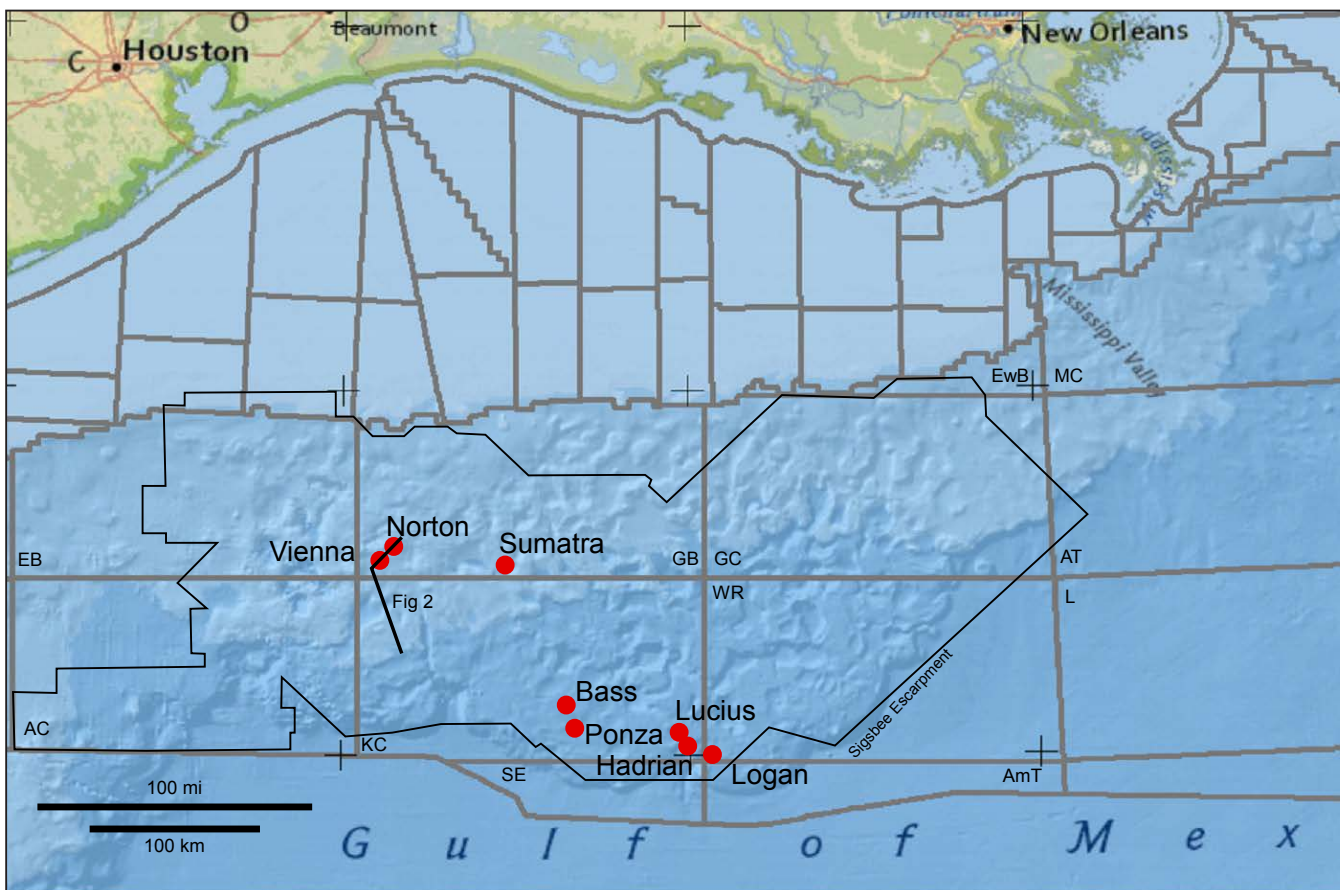 Beaumont
O
C Houston
New Orleans
Mississippi Valley
EwB MC
Norton
Vienna
Sumatra
EB
GB GC
AT
WR
L
Fig 2
Bass
Lucius
Ponza
Hadrian
Logan
Sigsbee Escarpment
AC
KC
SE
AmT
100 mi
100 km
Gulf of Mex